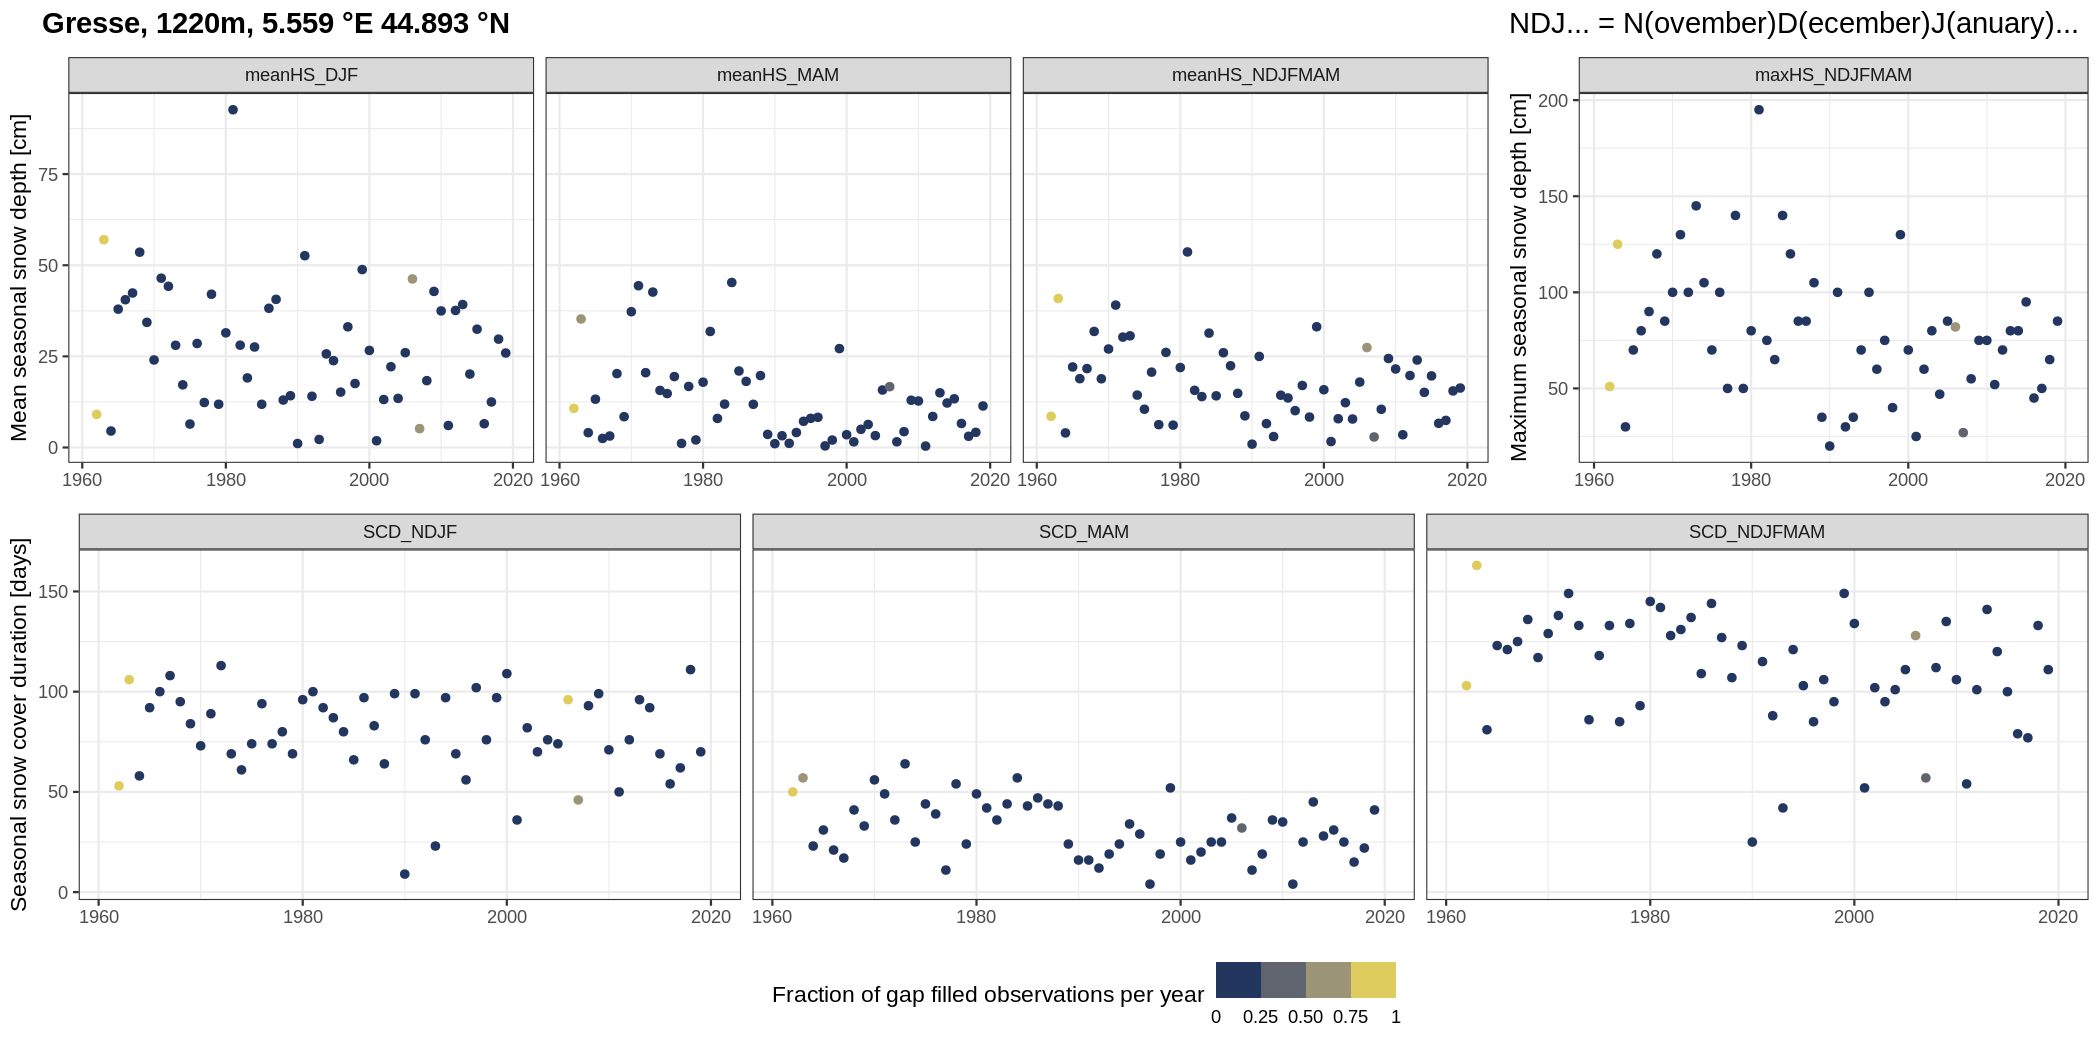 Gresse, 1220m, 5.559 °E 44.893 °N
NDJ... = N(ovember)D(ecember)J(anuary)...
meanHS_DJF
meanHS_MAM
meanHS_NDJFMAM
maxHS_NDJFMAM
Mean seasonal snow depth [cm]
75
50
25
0
1960 1980 2000 2020
1960 1980 2000 2020
1960 1980 2000 2020
Maximum seasonal snow depth [cm]
200
150
100
50
1960 1980 2000 2020
SCD_NDJF
SCD_MAM
SCD_NDJFMAM
Seasonal snow cover duration [days]
150
100
50
0
1960 1980 2000 2020
1960 1980 2000 2020
1960 1980 2000 2020
Fraction of gap filled observations per year
0 0.25 0.50 0.75 1